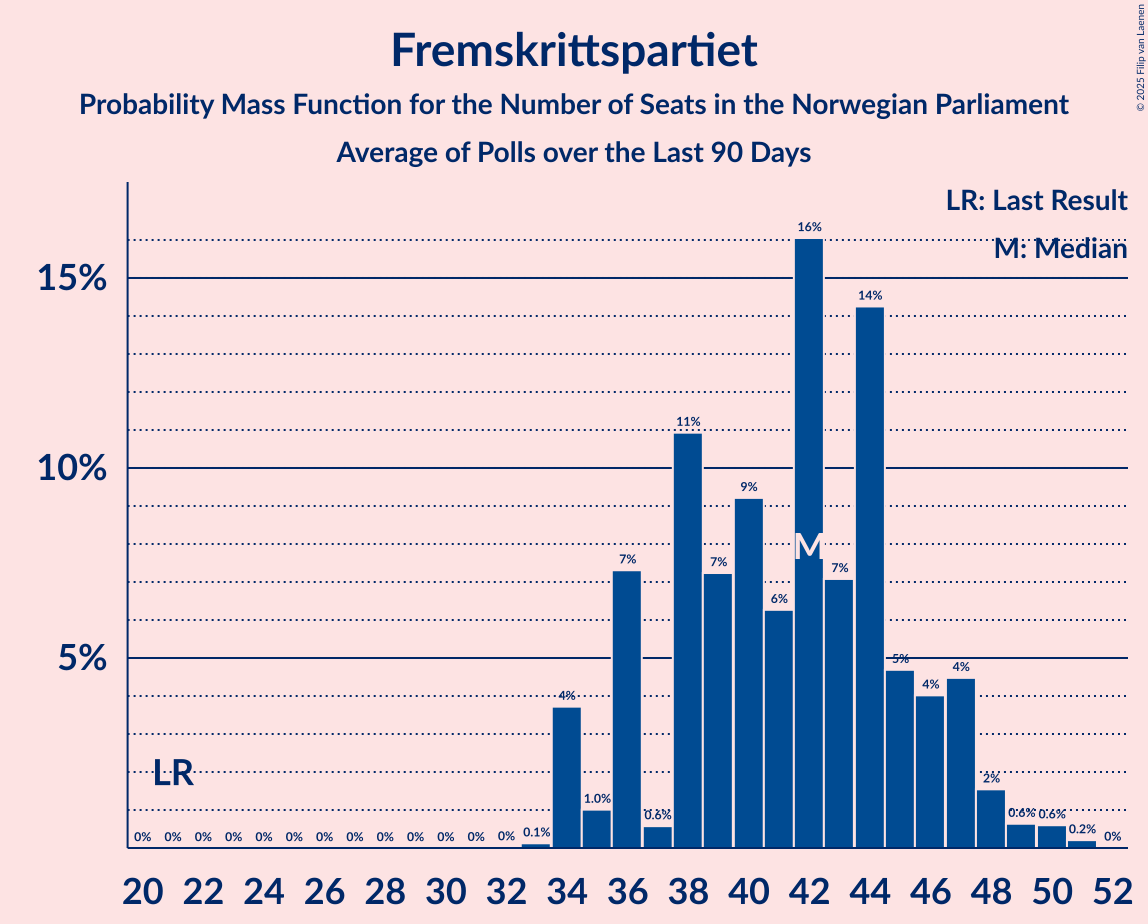 Fremskrittspartiet
Probability Mass Function for the Number of Seats in the Norwegian Parliament
Average of Polls over the Last 90 Days
© 2025 Filip van Laenen
LR: Last Result
M: Median
15%
10%
5%
0% 0% 0% 0% 0% 0% 0% 0% 0% 0% 0% 0% 0% 0.1% 4% 1.0% 7% 0.6% 11% 7% 9% 6% 16% 7% 14% 5% 4% 4% 2% 0.6% 0.6% 0.2% 0%
LR
M
20 22 24 26 28 30 32 34 36 38 40 42 44 46 48 50 52